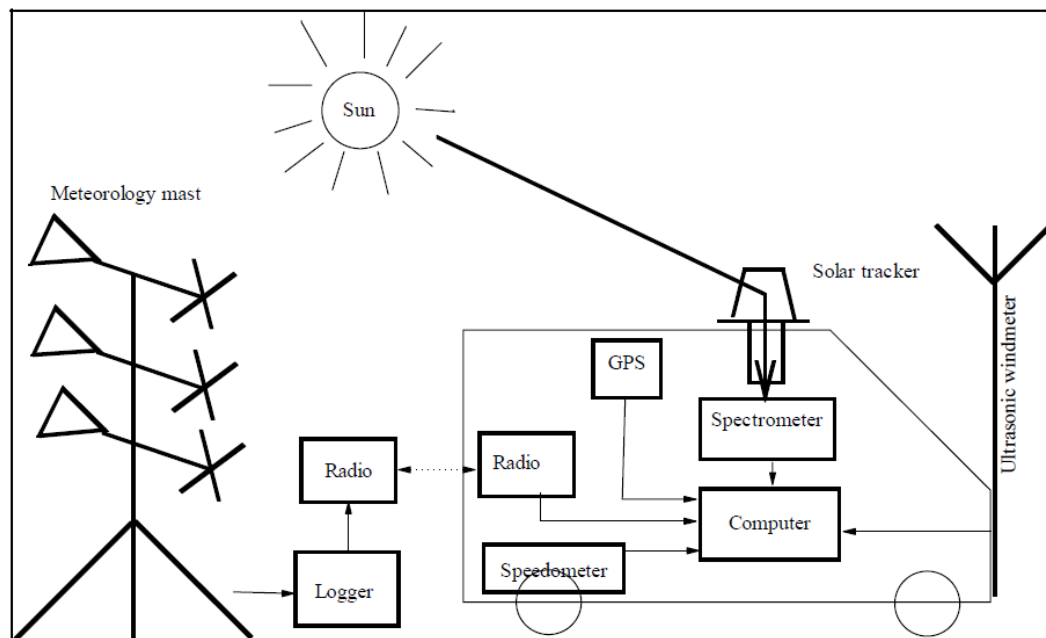 Sun
Meteorology mast
Solar tracker
GPS
Ultrasonic windmeter
Spectrometer
Radio
Radio
Computer
Speedometer
Logger